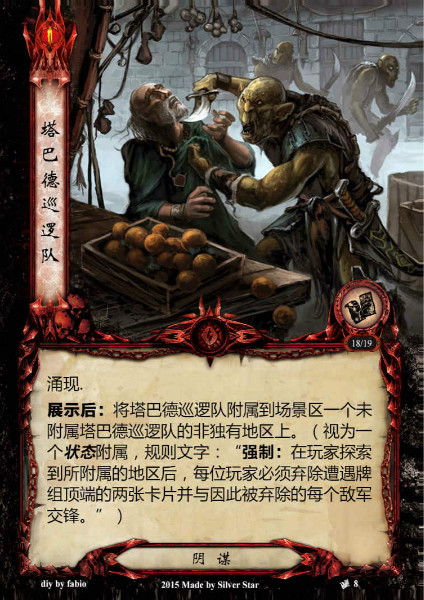 塔巴德巡逻队
18/19
涌现.
展示后：将塔巴德巡逻队附属到场景区一个未
附属塔巴德巡逻队的非独有地区上。（视为一
个状态附属，规则文字：“强制：在玩家探索
到所附属的地区后，每位玩家必须弃除遭遇牌
组顶端的两张卡片并与因此被弃除的每个敌军
交锋。”）
阴谋
diy by fabio
2015 Made by Silver Star
8